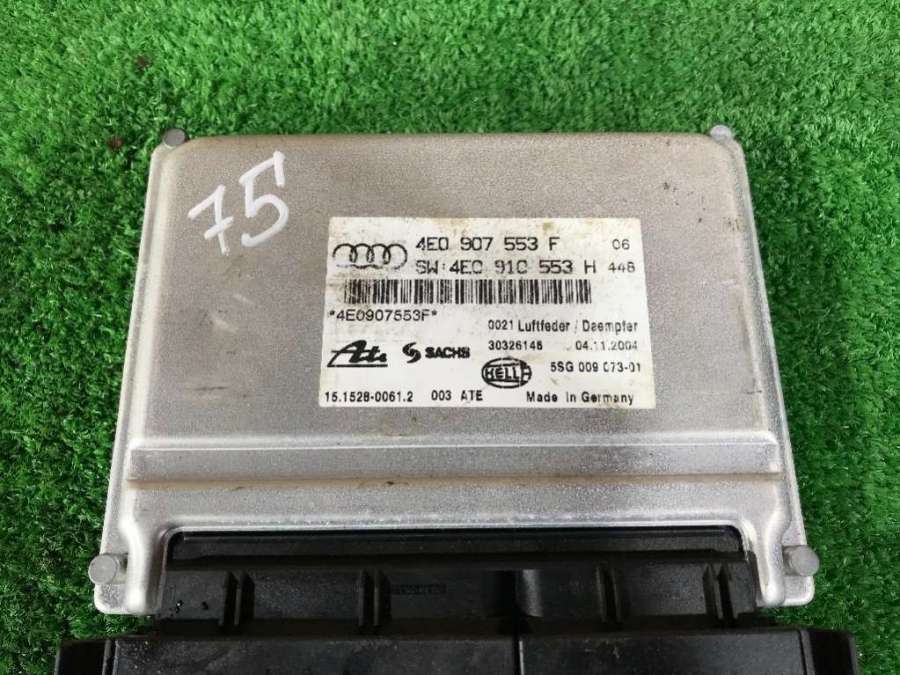 75
4E0 907 553 F 06
SW:4E0 910 553 H 448
*4E0907553F*
0021 Luftfeder / Daempfer
30326146 04.11.2004
Ate SACHS
HELLA 5SG 009 073-01
15.1528-0061.2 003 ATE Made In Germany